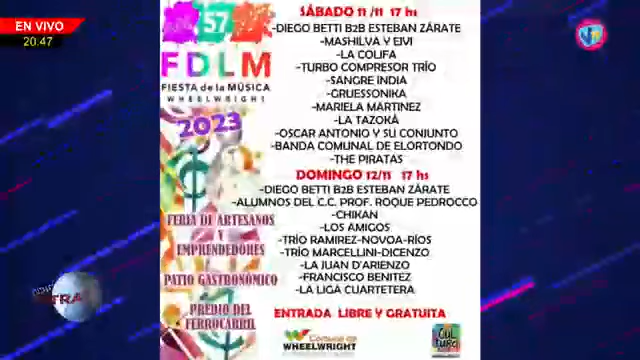 EN VIVO
20:47
57
FDLM
FIESTA de la MÚSICA
WHEELWRIGHT
2023
FERIA DE ARTESANOS
Y
EMPRENDEDORES
PATIO GASTRONÓMICO
PREDIO DEL
FERROCARRIL
SÁBADO 11 /11 17 hs
-DIEGO BETTI B2B ESTEBAN ZÁRATE
-MASHILVA Y EIVI
-LA COLIFA
-TURBO COMPRESOR TRÍO
-SANGRE INDIA
-GRUESSONIKA
-MARIELA MARTINEZ
-LA TAZOKÁ
-OSCAR ANTONIO Y SU CONJUNTO
-BANDA COMUNAL DE ELORTONDO
-THE PIRATAS
DOMINGO 12/11 17 hs
-DIEGO BETTI B2B ESTEBAN ZÁRATE
-ALUMNOS DEL C.C. PROF. ROQUE PEDROCCO
-CHIKAN
-LOS AMIGOS
-TRÍO RAMIREZ-NOVOA-RÍOS
-TRÍO MARCELLINI-DICENZO
-LA JUAN D'ARIENZO
-FRANCISCO BENITEZ
-LA LIGA CUARTETERA
ENTRADA LIBRE Y GRATUITA
Comuna de
WHEELWRIGHT